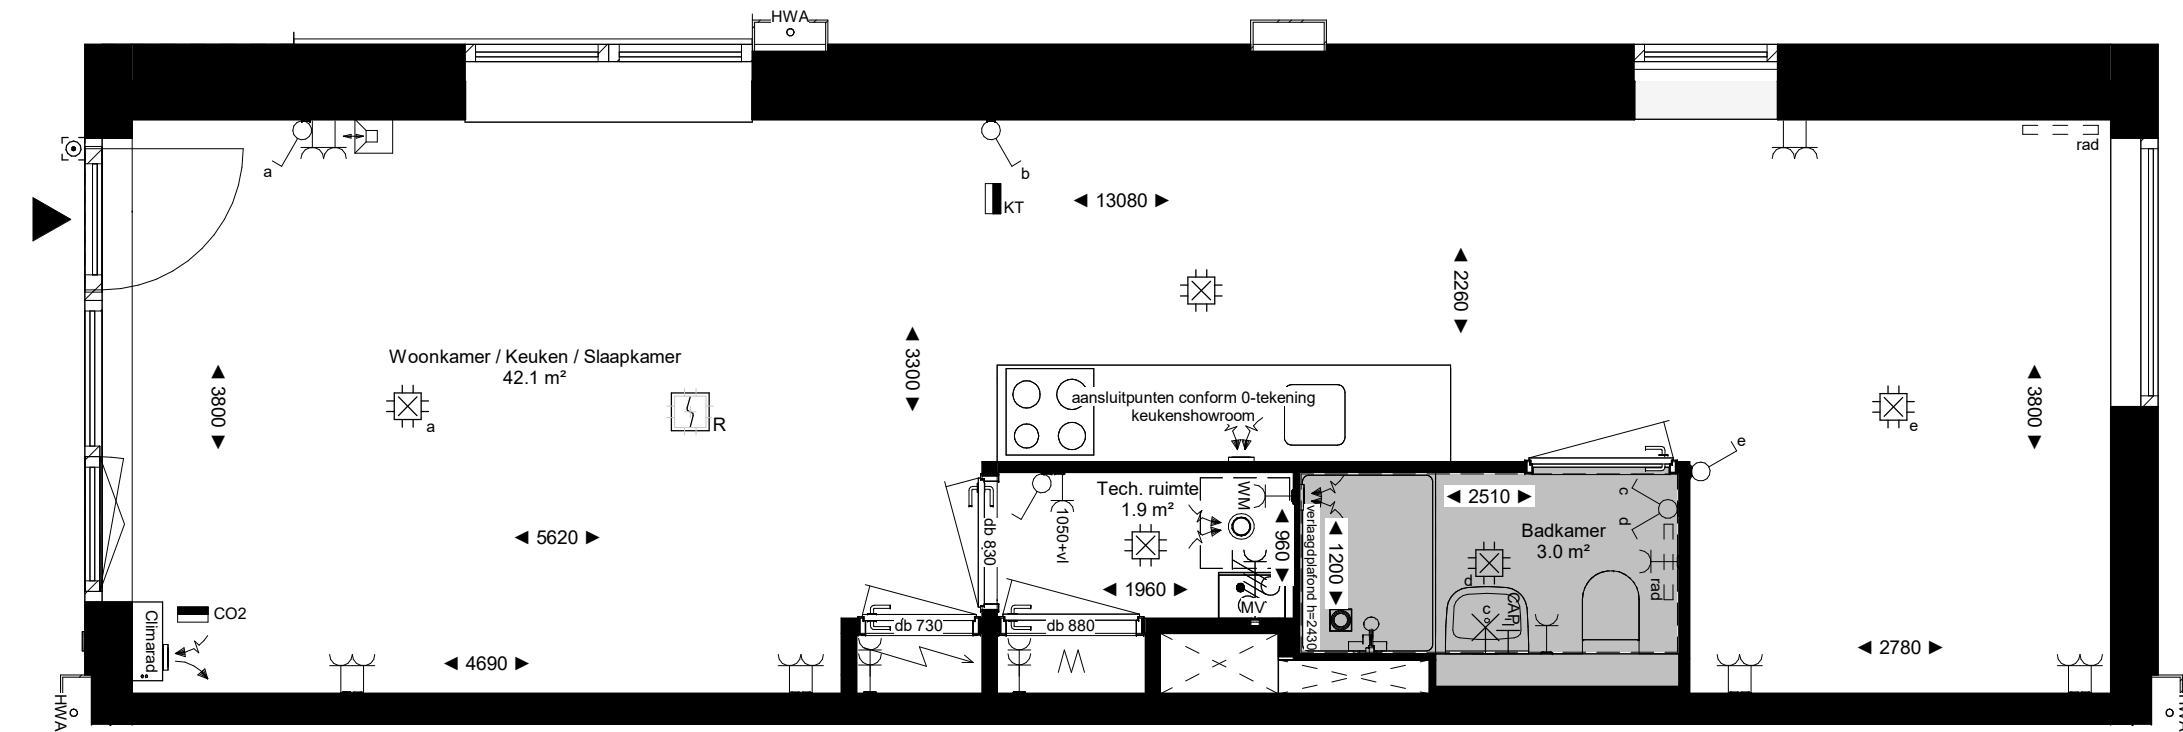 HWA
rad
a
b
KT
13080
2260
Woonkamer / Keuken / Slaapkamer
42.1 m²
3800
3300
a
R
aansluitpunten conform 0-tekening
keukenshowroom
3800
e
e
Tech. ruimte
1.9 m²
WM
1050+vl
db 830
960
1960
MV
verlaagdplafond h=2430
1200
2510
c
d
Badkamer
3.0 m²
d
c
CAP
rad
5620
CO2
Climarad
db 730
db 880
4690
2780
HWA
HWA